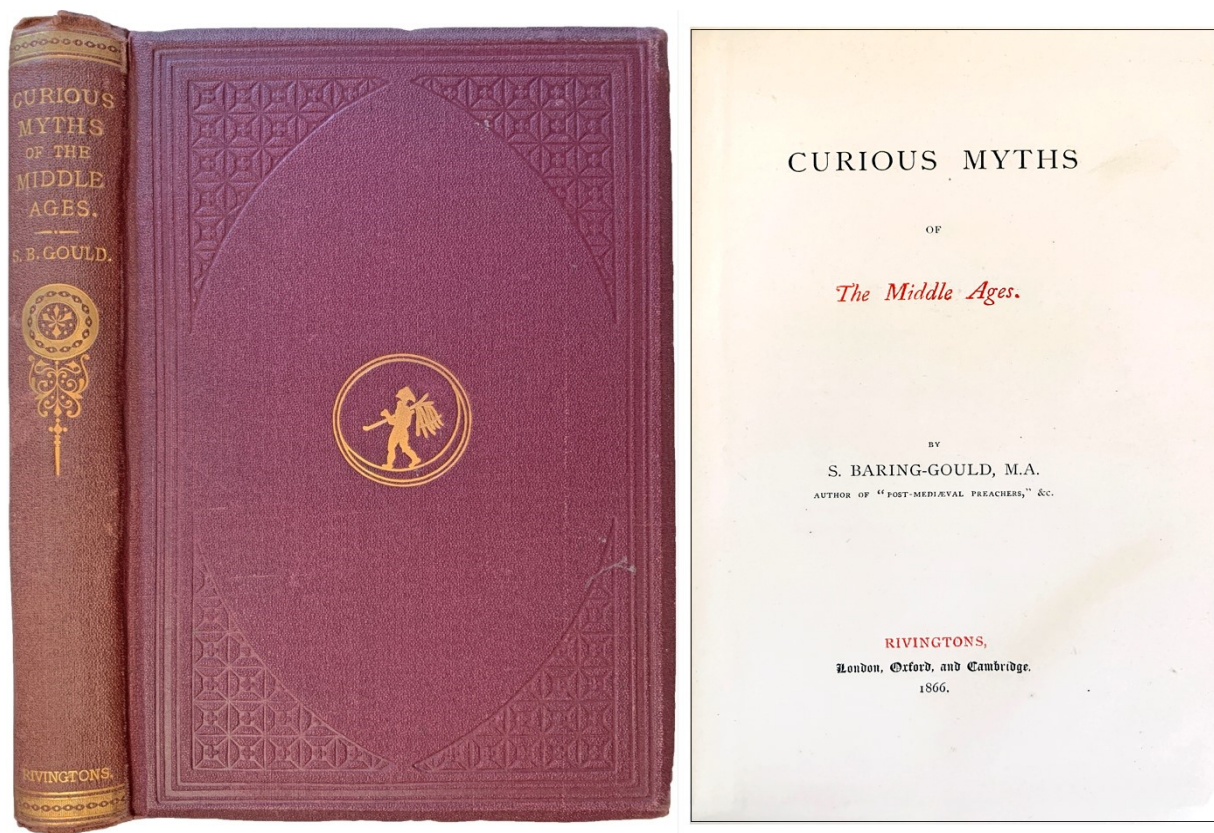 CURIOUS
MYTHS
OF THE
MIDDLE
AGES.
S. B. GOULD.
RIVINGTONS.
CURIOUS MYTHS
OF
The Middle Ages.
BY
S. BARING-GOULD, M.A.
AUTHOR OF “POST-MEDIÆVAL PREACHERS,” &c.
RIVINGTONS,
London, Oxford, and Cambridge.
1866.